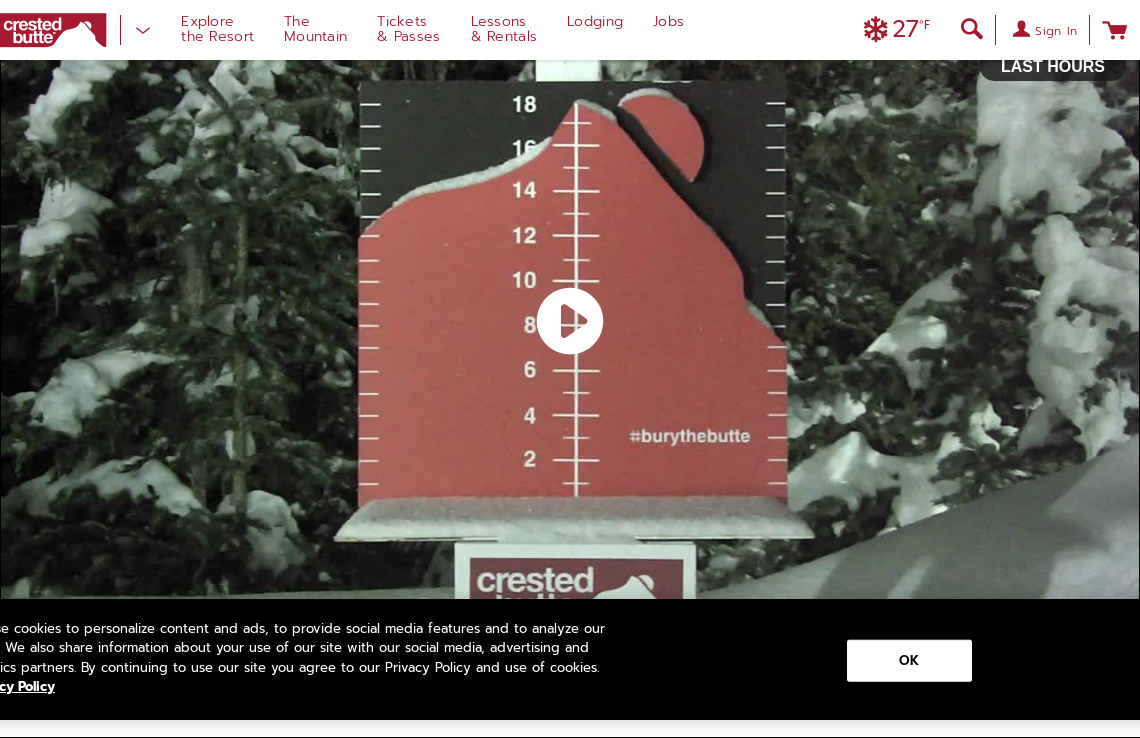 crested
butte
Explore
the Resort
The
Mountain
Tickets
& Passes
Lessons
& Rentals
Lodging
Jobs
27°F
Sign In
LAST HOURS
18
16
14
12
10
8
6
4
2
#burythebutte
crested
butte
cookies to personalize content and ads, to provide social media features and to analyze our
We also share information about your use of our site with our social media, advertising and
partners. By continuing to use our site you agree to our Privacy Policy and use of cookies.
Policy
OK